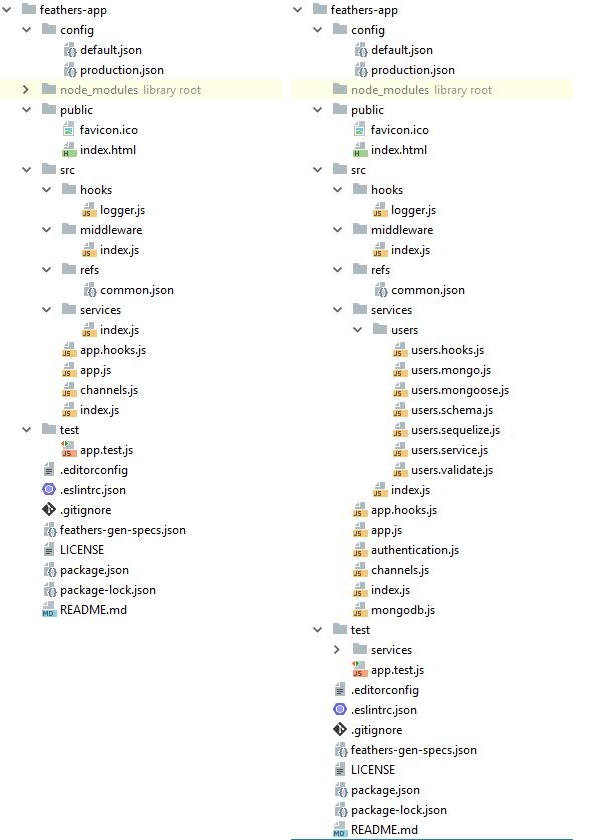 feathers-app
config
default.json
production.json
node_modules library root
public
favicon.ico
index.html
src
hooks
logger.js
middleware
index.js
refs
common.json
services
index.js
app.hooks.js
app.js
channels.js
index.js
test
app.test.js
.editorconfig
.eslintrc.json
.gitignore
feathers-gen-specs.json
LICENSE
package.json
package-lock.json
README.md
feathers-app
config
default.json
production.json
node_modules library root
public
favicon.ico
index.html
src
hooks
logger.js
middleware
index.js
refs
common.json
services
users
users.hooks.js
users.mongo.js
users.mongoose.js
users.schema.js
users.sequelize.js
users.service.js
users.validate.js
index.js
app.hooks.js
app.js
authentication.js
channels.js
index.js
mongodb.js
test
services
app.test.js
.editorconfig
.eslintrc.json
.gitignore
feathers-gen-specs.json
LICENSE
package.json
package-lock.json
README.md